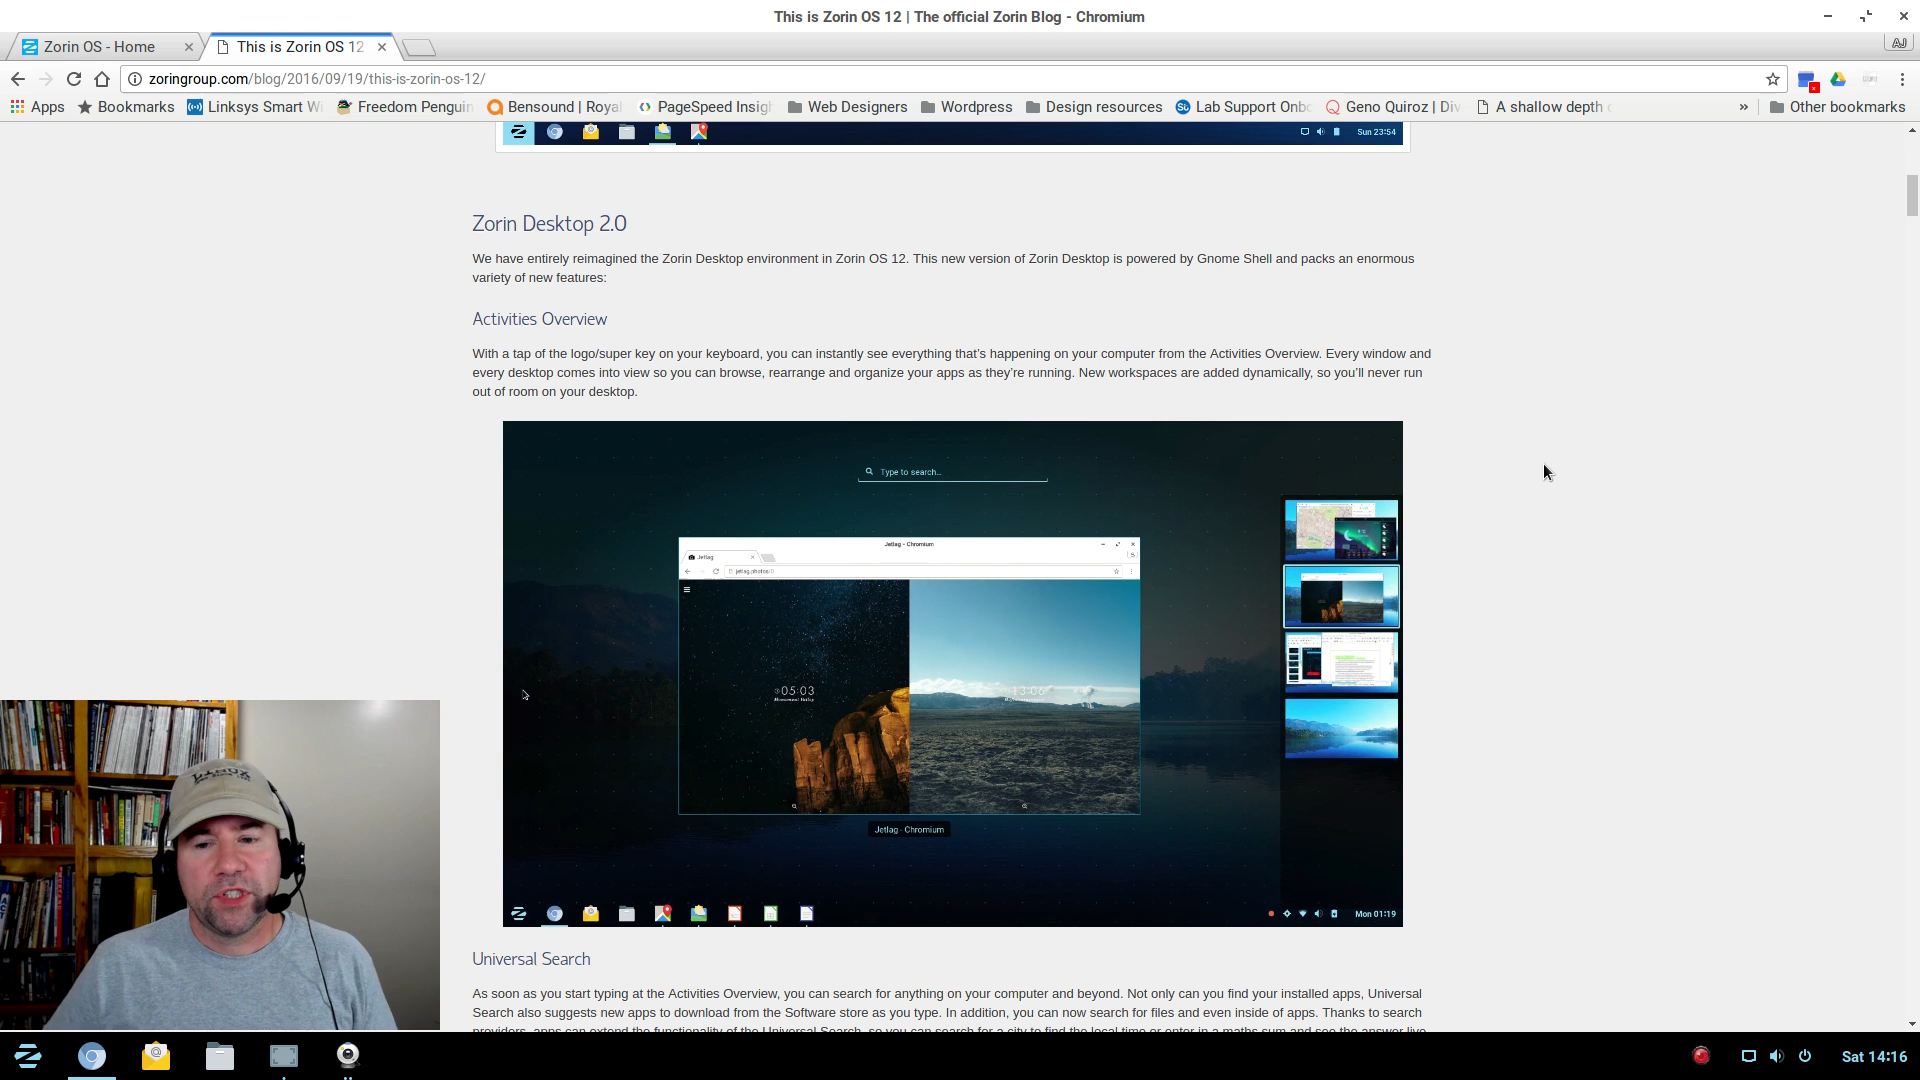 This is Zorin OS 12 | The official Zorin Blog - Chromium
Zorin OS - Home
This is Zorin OS 12
AJ
zoringroup.com/blog/2016/09/19/this-is-zorin-os-12/
Apps Bookmarks Linksys Smart Freedom Penguin Bensound | PageSpeed Web Designers Wordpress Design resources Lab Support Geno Quiroz | A shallow depth » Other bookmarks
Sun 23:54
Zorin Desktop 2.0
We have entirely reimagined the Zorin Desktop environment in Zorin OS 12. This new version of Zorin Desktop is powered by Gnome Shell and packs an enormous
variety of new features:
Activities Overview
With a tap of the logo/super key on your keyboard, you can instantly see everything that's happening on your computer from the Activities Overview. Every window and
every desktop comes into view so you can browse, rearrange and organize your apps as they're running. New workspaces are added dynamically, so you'll never run
out of room on your desktop.
Type to search...
Jetlag - Chromium
Jetlag
jetlag.photos/
05:03
Monument Valley
13:06
Jetlag - Chromium
Mon 01:19
LINUX
Universal Search
As soon as you start typing at the Activities Overview, you can search for anything on your computer and beyond. Not only can you find your installed apps, Universal
Search also suggests new apps to download from the Software store as you type. In addition, you can now search for files and even inside of apps. Thanks to search
providers, apps can extend the functionality of the Universal Search, so you can search for a city to find the local time or enter in a maths sum and see the answer live
Sat 14:16